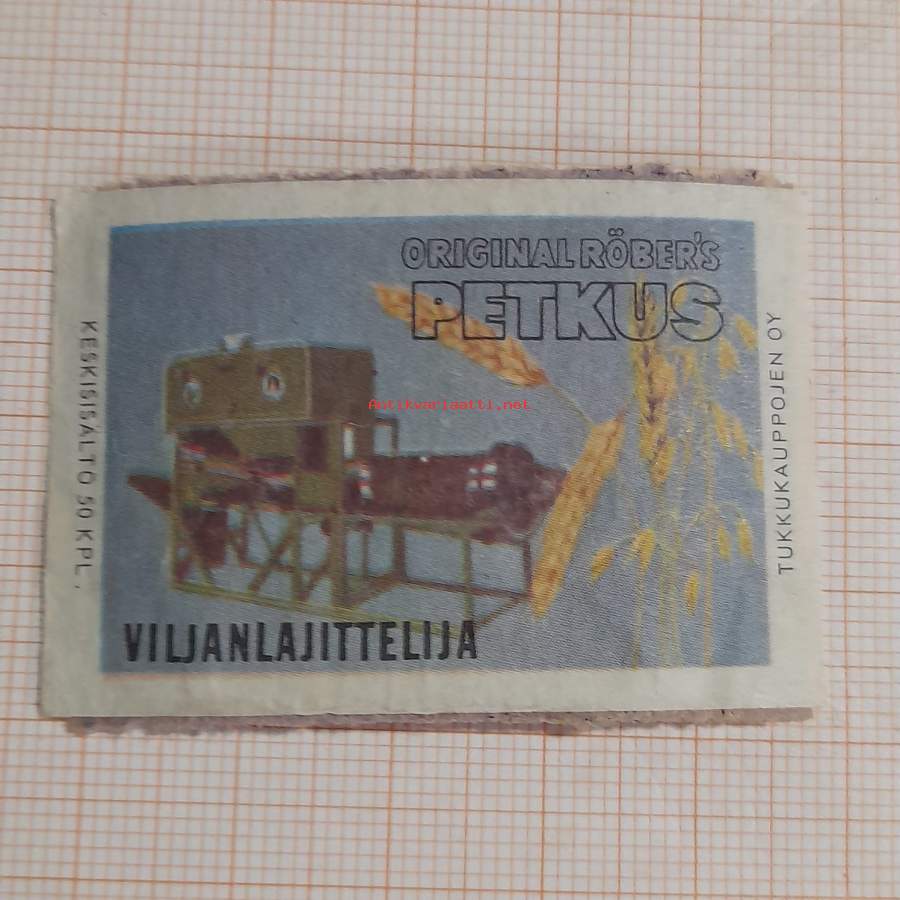 ORIGINAL RÖBER'S
PETKUS
Antikvariaatti.net
VILJANLAJITTELIJA
KESKISISÄLTÖ 50 KPL.
TUKKUKAUPPOJEN OY